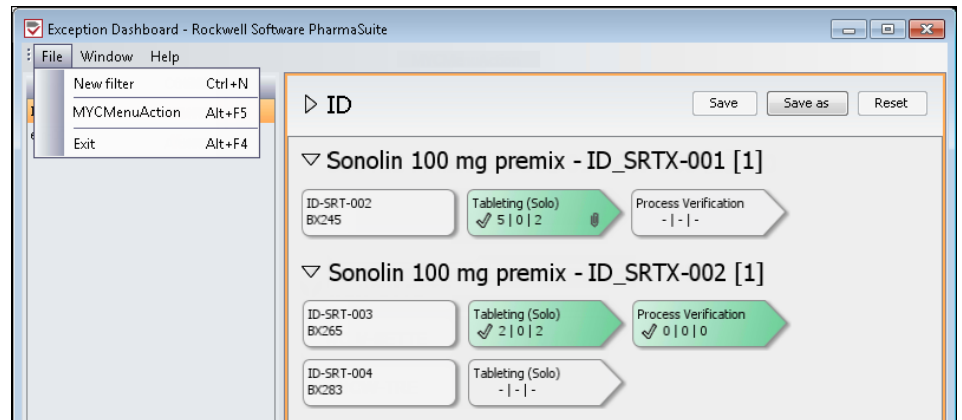 Exception Dashboard - Rockwell Software PharmaSuite
File Window Help
New filter Ctrl+N
MYCMenuAction Alt+F5
Exit Alt+F4
ID
Save Save as Reset
Sonolin 100 mg premix - ID_SRTX-001 [1]
ID-SRT-002 Tableting (Solo) Process Verification
BX245 5 | 0 | 2 - | - | -
Sonolin 100 mg premix - ID_SRTX-002 [1]
ID-SRT-003 Tableting (Solo) Process Verification
BX265 2 | 0 | 2 0 | 0 | 0
ID-SRT-004 Tableting (Solo)
BX283 - | - | -